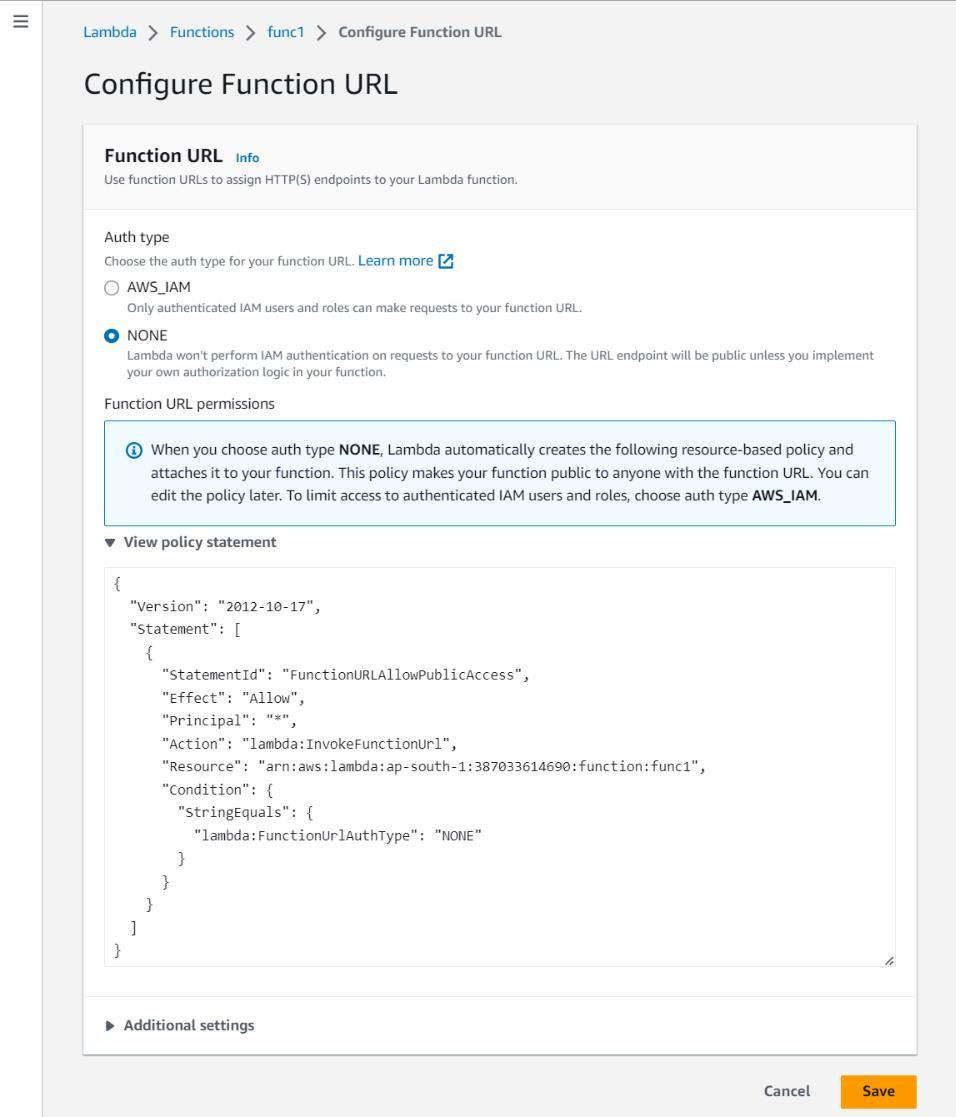 Lambda > Functions > func1 > Configure Function URL
Configure Function URL
Function URL Info
Use function URLs to assign HTTP(S) endpoints to your Lambda function.
Auth type
Choose the auth type for your function URL. Learn more
AWS_IAM
Only authenticated IAM users and roles can make requests to your function URL.
NONE
Lambda won't perform IAM authentication on requests to your function URL. The URL endpoint will be public unless you implement
your own authorization logic in your function.
Function URL permissions
When you choose auth type NONE, Lambda automatically creates the following resource-based policy and
attaches it to your function. This policy makes your function public to anyone with the function URL. You can
edit the policy later. To limit access to authenticated IAM users and roles, choose auth type AWS_IAM.
View policy statement
{
  "Version": "2012-10-17",
  "Statement": [
    {
      "StatementId": "FunctionURLAllowPublicAccess",
      "Effect": "Allow",
      "Principal": "*",
      "Action": "lambda:InvokeFunctionUrl",
      "Resource": "arn:aws:lambda:ap-south-1:387033614690:function:func1",
      "Condition": {
        "StringEquals": {
          "lambda:FunctionUrlAuthType": "NONE"
        }
      }
    }
  ]
}
Additional settings
Cancel Save